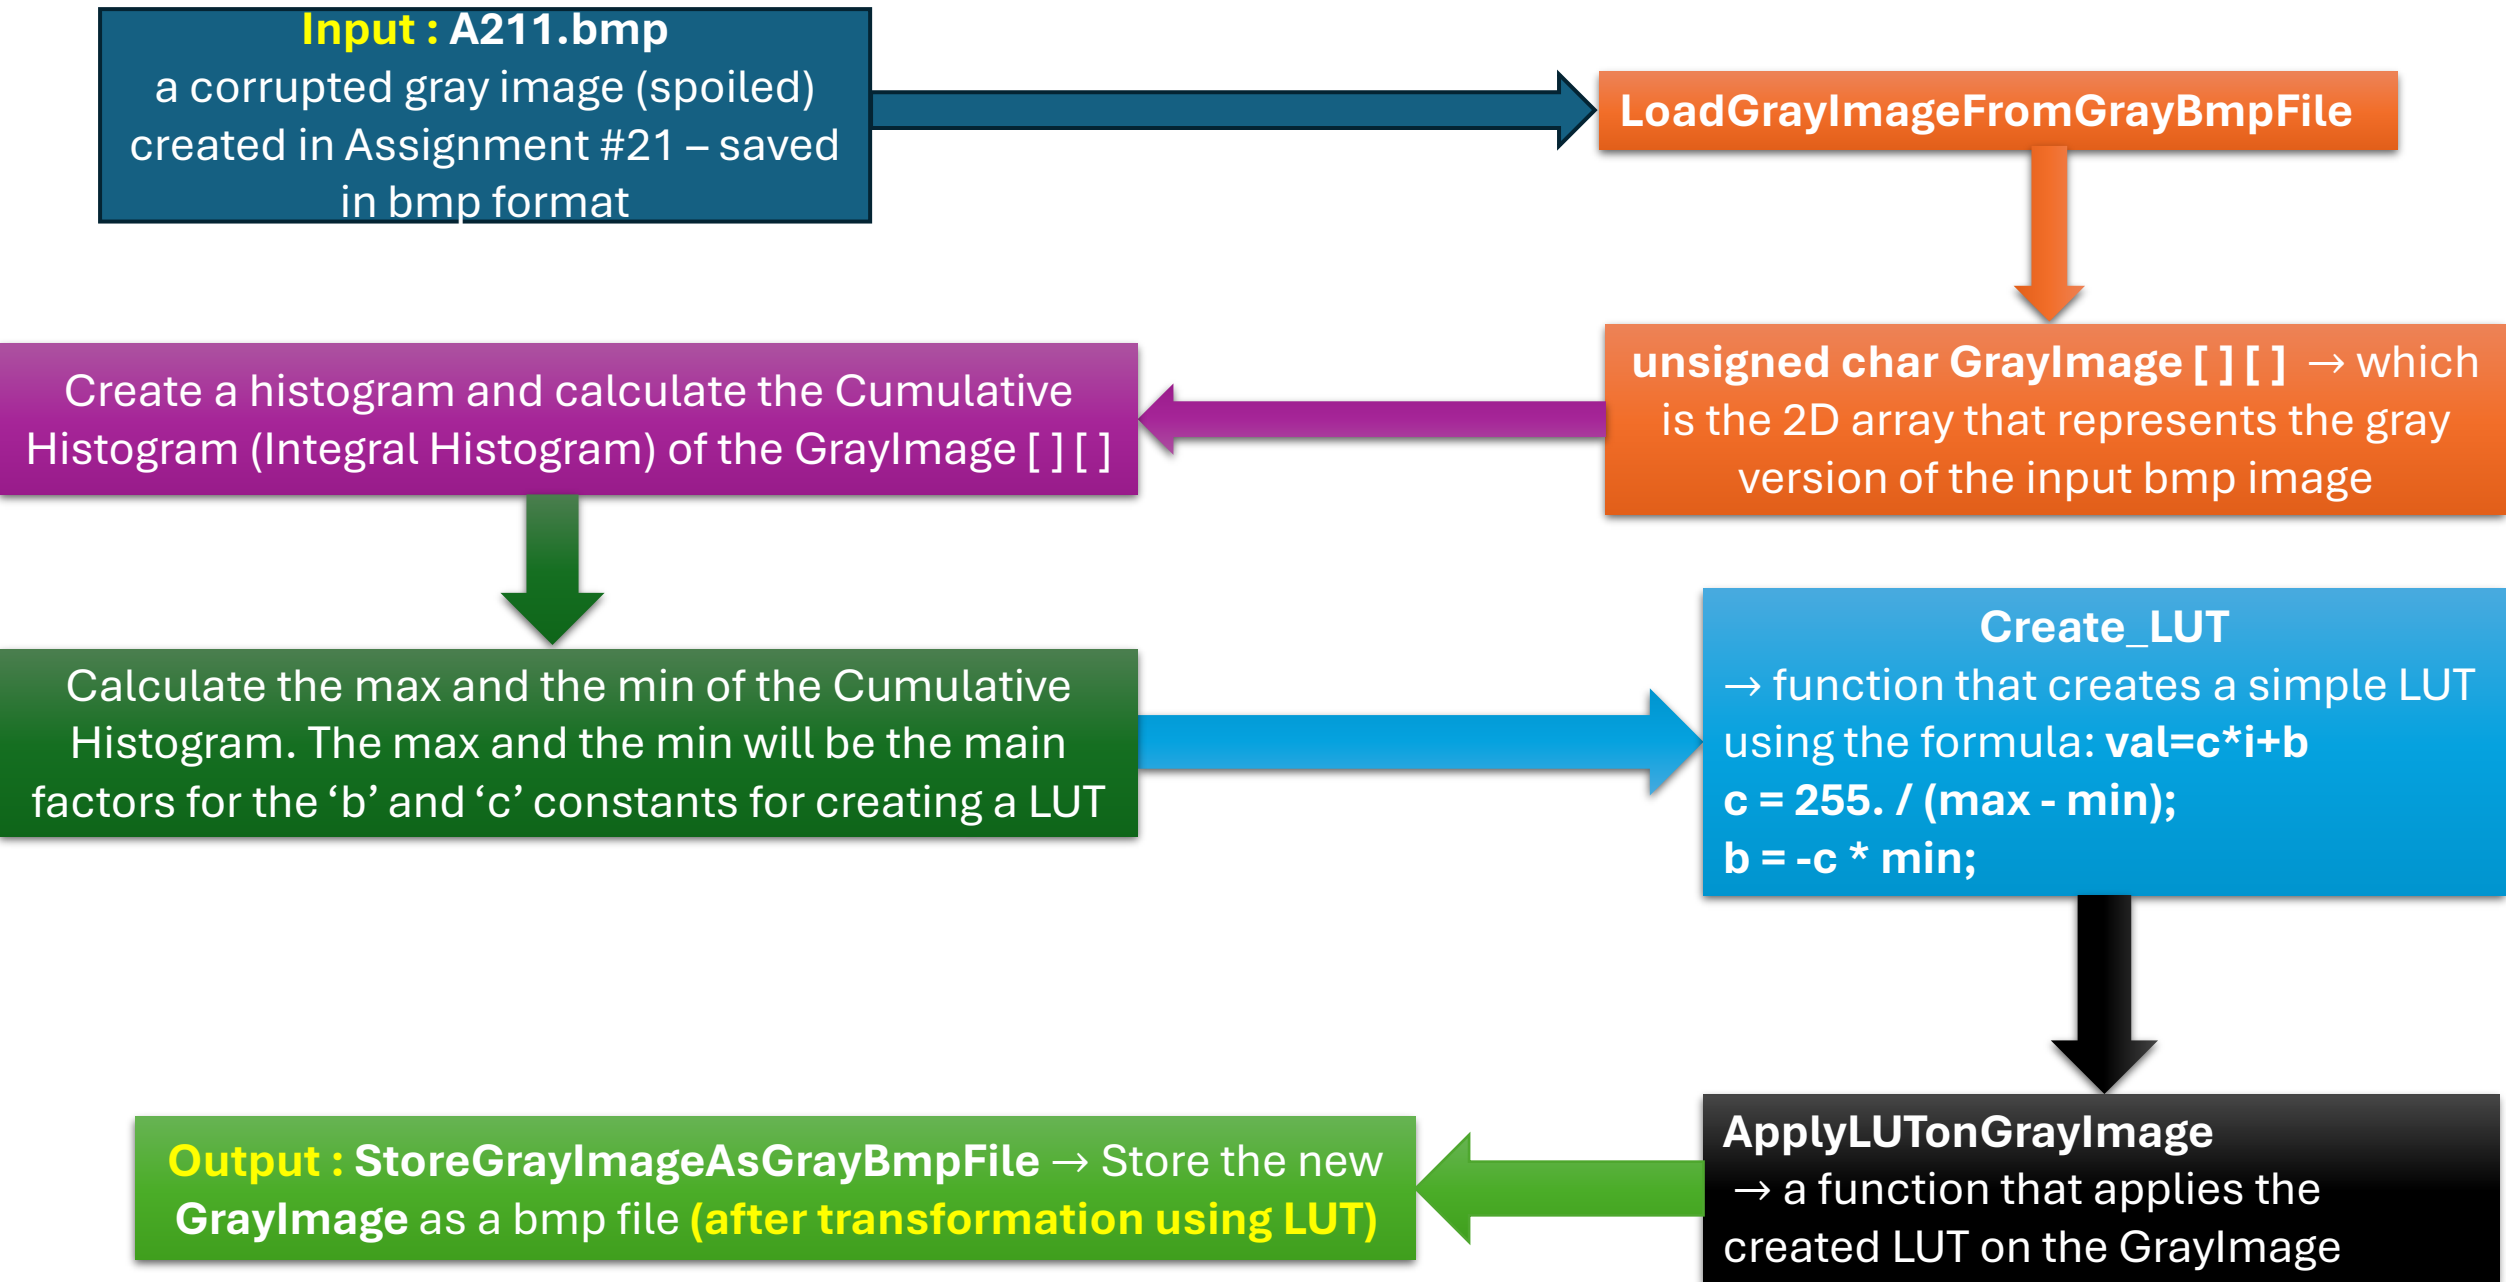 Input : A211.bmp
a corrupted gray image (spoiled)
created in Assignment #21 – saved
in bmp format
LoadGrayImageFromGrayBmpFile
unsigned char GrayImage [ ] [ ] → which
is the 2D array that represents the gray
version of the input bmp image
Create a histogram and calculate the Cumulative
Histogram (Integral Histogram) of the GrayImage [ ] [ ]
Calculate the max and the min of the Cumulative
Histogram. The max and the min will be the main
factors for the ‘b’ and ‘c’ constants for creating a LUT
Create_LUT
→ function that creates a simple LUT
using the formula: val=c*i+b
c = 255. / (max - min);
b = -c * min;
ApplyLUTonGrayImage
→ a function that applies the
created LUT on the GrayImage
Output : StoreGrayImageAsGrayBmpFile → Store the new
GrayImage as a bmp file (after transformation using LUT)